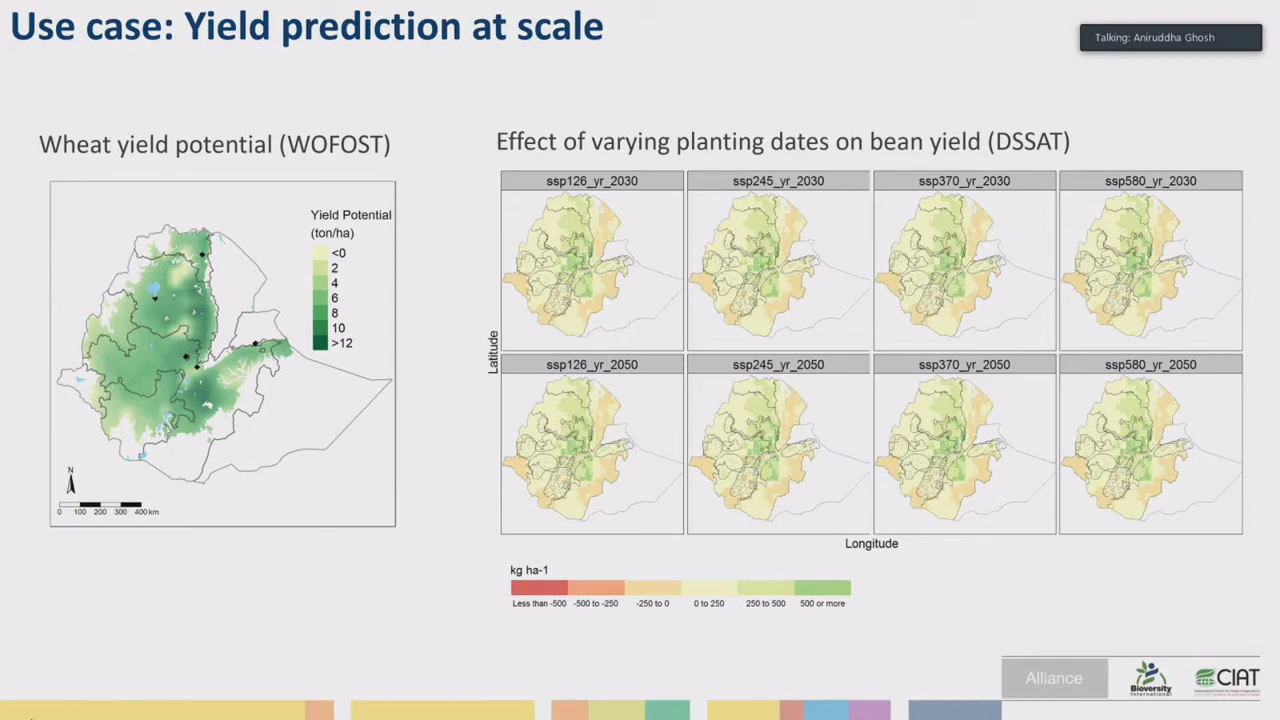 Use case: Yield prediction at scale
Talking: Aniruddha Ghosh
Wheat yield potential (WOFOST)
Yield Potential
(ton/ha)
<0
2
4
6
8
10
>12
N
0 100 200 300 400 km
Effect of varying planting dates on bean yield (DSSAT)
ssp126_yr_2030 ssp245_yr_2030 ssp370_yr_2030 ssp580_yr_2030
Latitude
ssp126_yr_2050 ssp245_yr_2050 ssp370_yr_2050 ssp580_yr_2050
Longitude
kg ha-1
Less than -500 -500 to -250 -250 to 0 0 to 250 250 to 500 500 or more
Alliance
Bioversity
International
CIAT